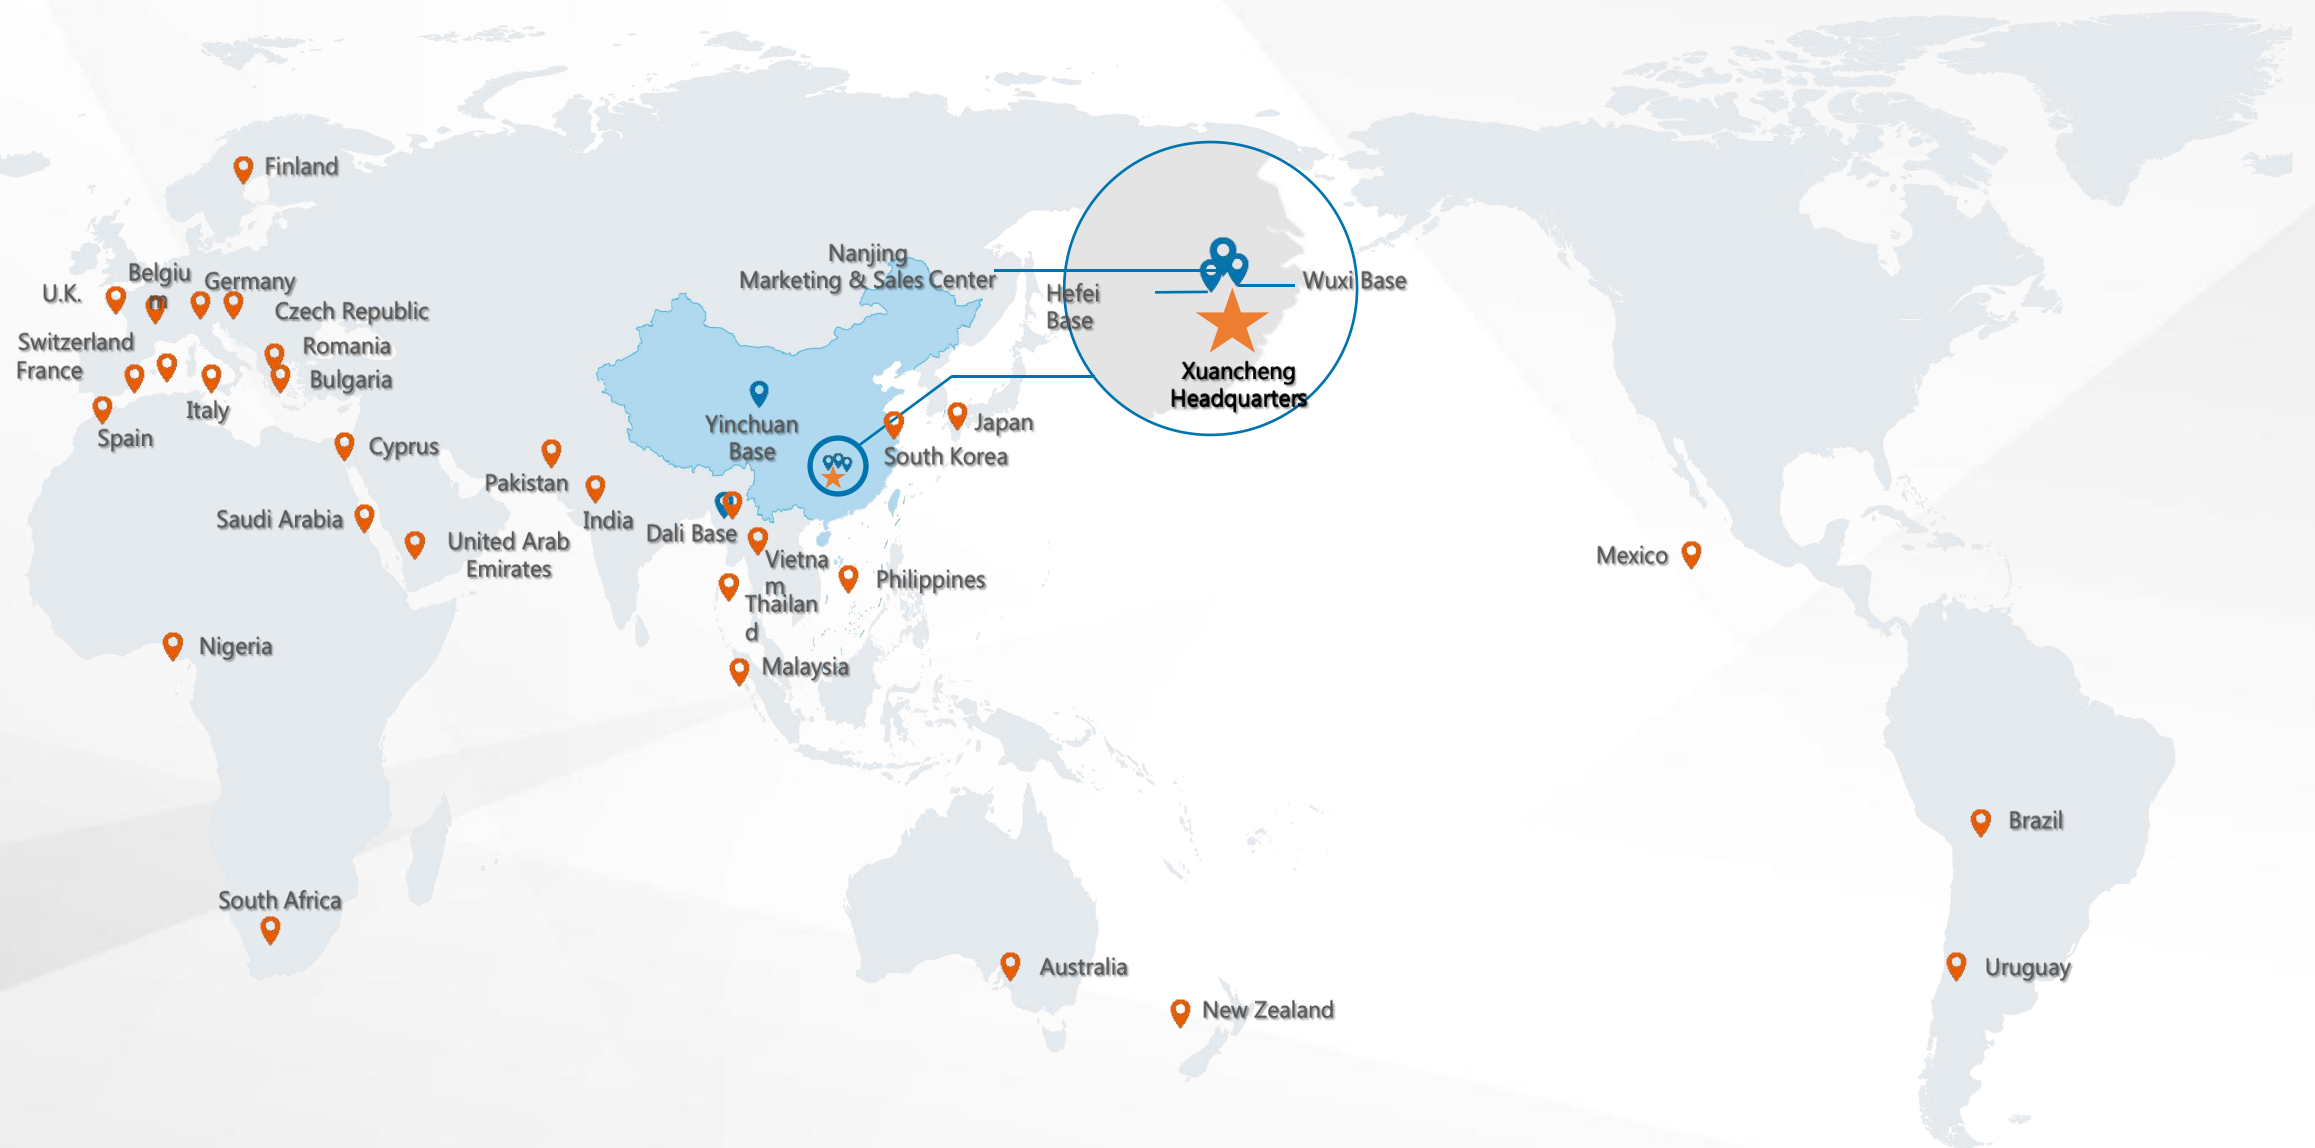 Finland
Nanjing
Marketing & Sales Center
Belgiu
m
Germany
U.K.
Czech Republic
Hefei
Base
Wuxi Base
Switzerland
France
Romania
Bulgaria
Xuancheng
Headquarters
Italy
Spain
Yinchuan
Base
Japan
South Korea
Cyprus
Pakistan
India
Saudi Arabia
Dali Base
United Arab
Emirates
Vietna
m
Thailan
d
Philippines
Mexico
Nigeria
Malaysia
Brazil
South Africa
Australia
Uruguay
New Zealand